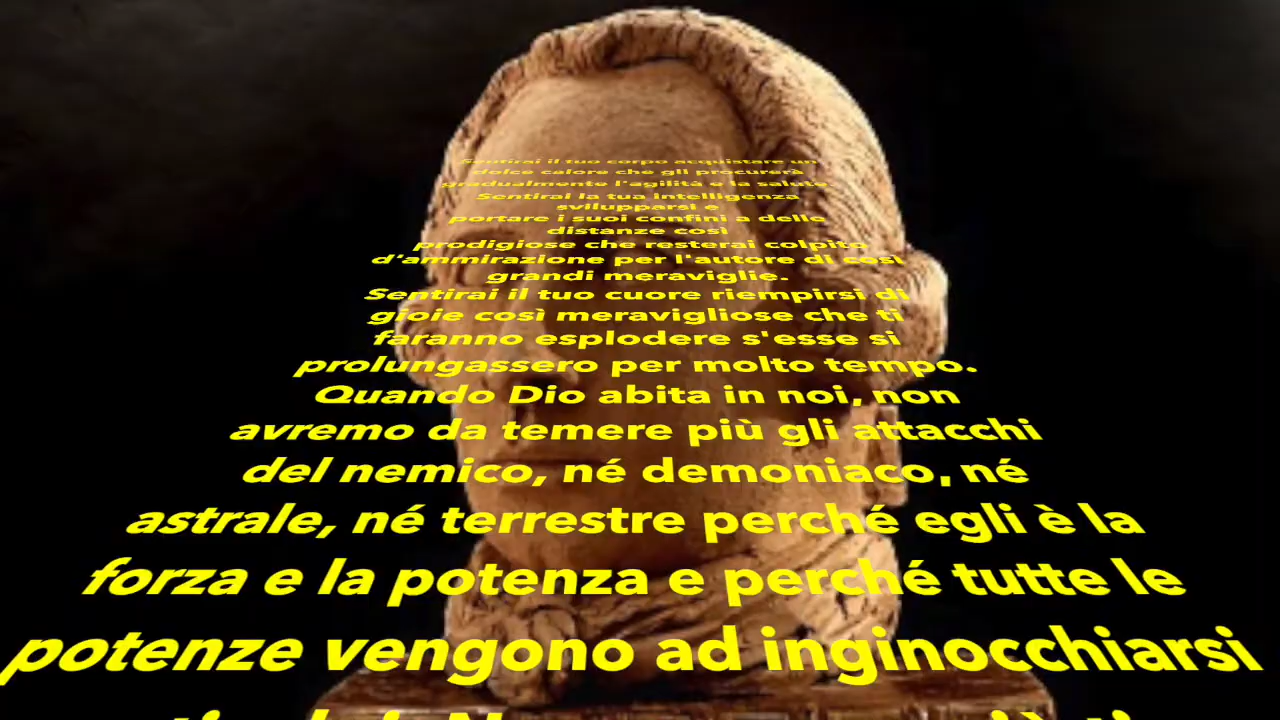 Sentirai il tuo corpo acquistare un
dolce calore che gli procurerà
gradualmente l'agilità e la salute
Sentirai la tua intelligenza
svilupparsi e
portare i suoi confini a delle
distanze così
prodigiose che resterai colpito
d'ammirazione per l'autore di così
grandi meraviglie.
Sentirai il tuo cuore riempirsi di
gioie così meravigliose che ti
faranno esplodere s'esse si
prolungassero per molto tempo.
Quando Dio abita in noi, non
avremo da temere più gli attacchi
del nemico, né demoniaco, né
astrale, né terrestre perché egli è la
forza e la potenza e perché tutte le
potenze vengono ad inginocchiarsi